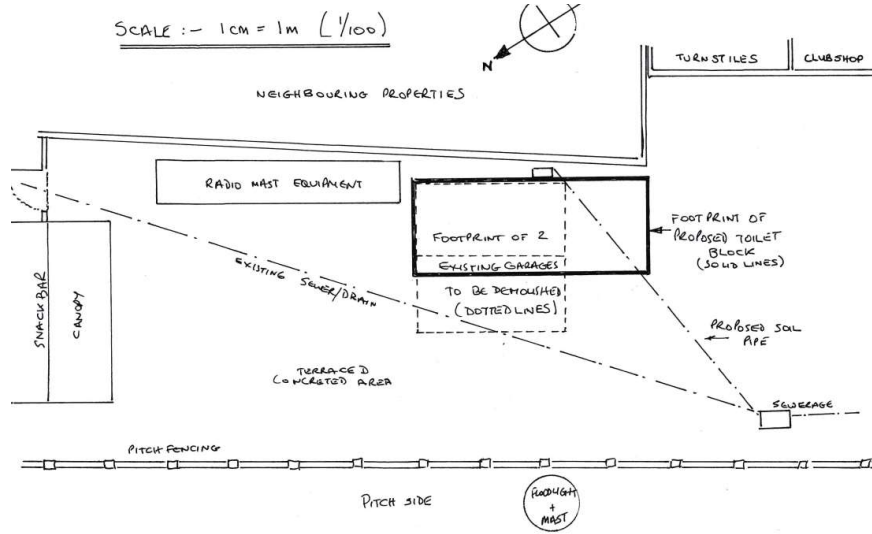 SCALE :- 1cm = 1m (1/100)
N
TURNSTILES
CLUBSHOP
NEIGHBOURING PROPERTIES
RADIO MAST EQUIPMENT
FOOTPRINT OF 2
EXISTING GARAGES
TO BE DEMOLISHED
(DOTTED LINES)
FOOTPRINT OF
PROPOSED TOILET
BLOCK
(SOLID LINES)
EXISTING SEWER/DRAIN
SNACK BAR
CANOPY
PROPOSED SOIL
PIPE
TERRACED
CONCRETED AREA
SEWERAGE
PITCH FENCING
PITCH SIDE
FLOODLIGHT
+
MAST